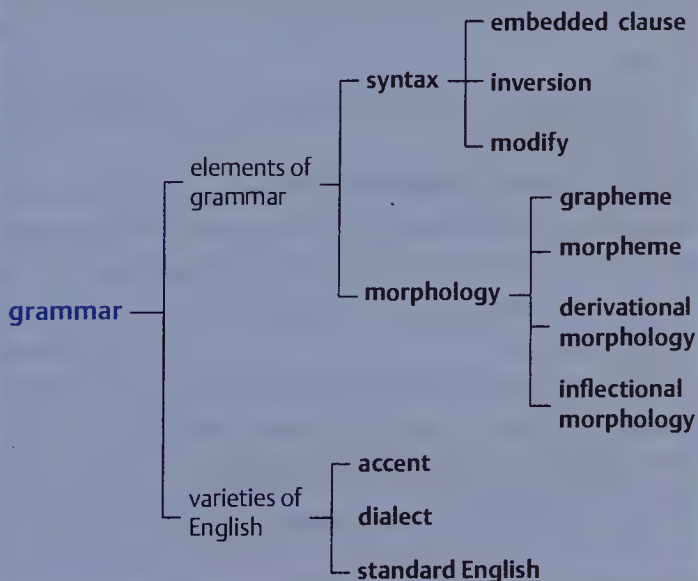 embedded clause
syntax
inversion
modify
elements of
grammar
grapheme
morpheme
morphology
derivational
morphology
inflectional
morphology
grammar
accent
varieties of
English
dialect
standard English